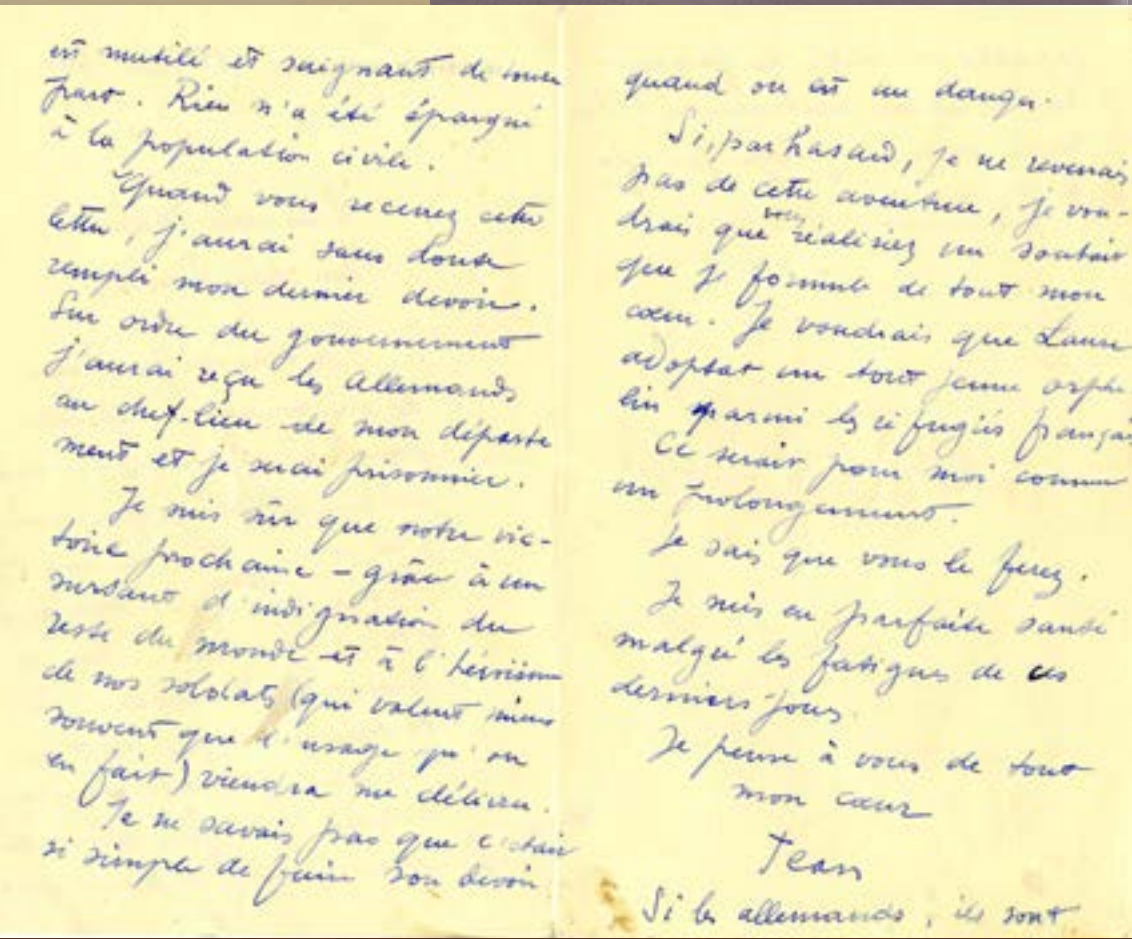 est mutilé et saignant de toute
part. Rien n'a été épargné
à la population civile.
Quand vous recevrez cette
lettre, j'aurai sans doute
rempli mon dernier devoir.
Sur ordre du gouvernement
j'aurai reçu les Allemands
au chef-lieu de mon départe
ment et je serai prisonnier.
Je suis sûr que notre vic-
toire prochaine – grâce à un
sursaut d'indignation du
reste du monde et à l'héroïsme
de nos soldats (qui valent mieux
souvent que l'usage qu'on
en fait) viendra me délivrer.
Je ne savais pas que c'était
si simple de faire son devoir
quand on est en danger.
Si, par hasard, je ne revenais
pas de cette aventure, je vou-
drais que vous réalisiez un souhait
que je formule de tout mon
cœur. Je voudrais que Laure
adoptat un tout jeune orphe
lin parmi les réfugiés français
Ce serait pour moi comme
un prolongement.
Je sais que vous le ferez.
Je suis en parfaite santé
malgré les fatigues de ces
derniers jours.
Je pense à vous de tout
mon cœur
Jean
Si les allemands, ils sont